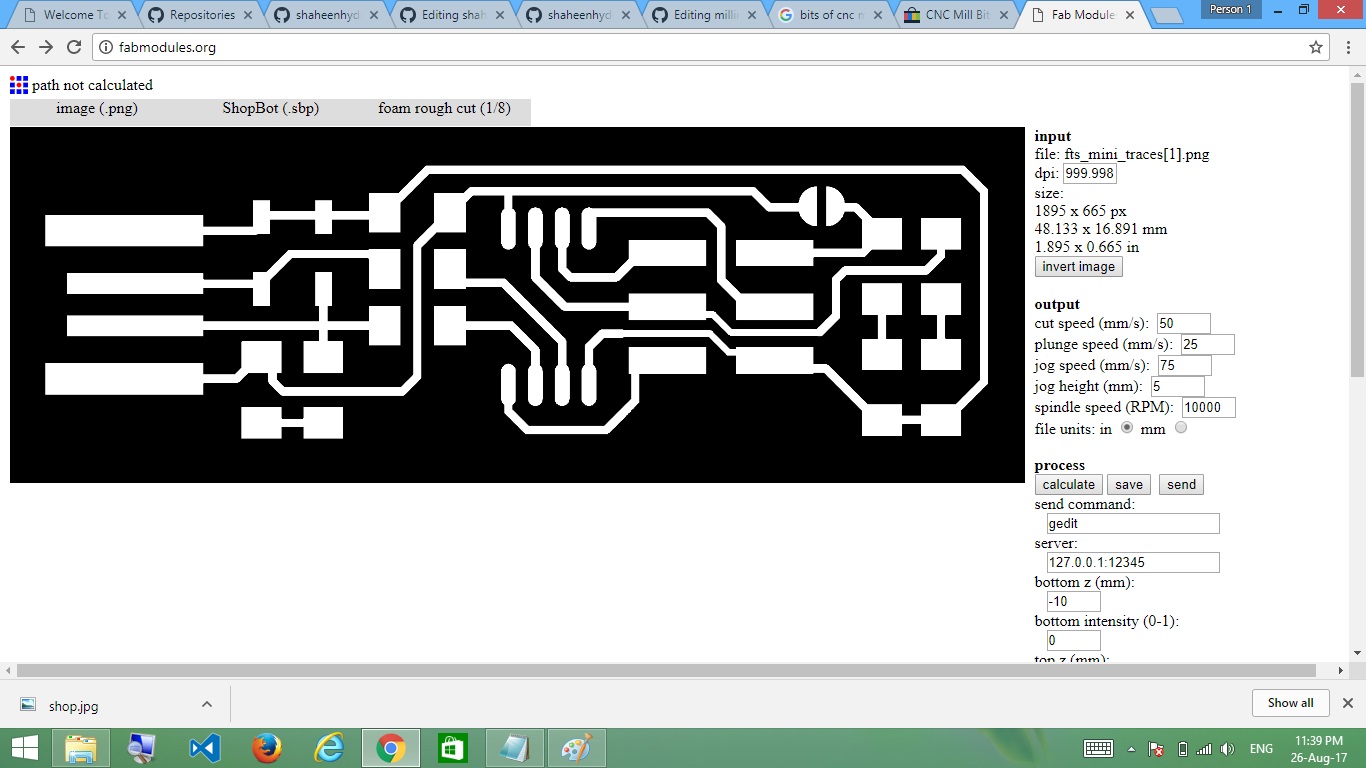 Welcome To
Repositories
shaheenhyd
Editing shah
shaheenhyd
Editing milli
bits of cnc m
CNC Mill Bit
Fab Modules
Person 1
fabmodules.org
path not calculated
image (.png) ShopBot (.sbp) foam rough cut (1/8)
input
file: fts_mini_traces[1].png
dpi: 999.998
size:
1895 x 665 px
48.133 x 16.891 mm
1.895 x 0.665 in
invert image
output
cut speed (mm/s): 50
plunge speed (mm/s): 25
jog speed (mm/s): 75
jog height (mm): 5
spindle speed (RPM): 10000
file units: in mm
process
calculate save send
send command:
gedit
server:
127.0.0.1:12345
bottom z (mm):
-10
bottom intensity (0-1):
0
top z (mm):
shop.jpg
Show all
ENG
11:39 PM
26-Aug-17